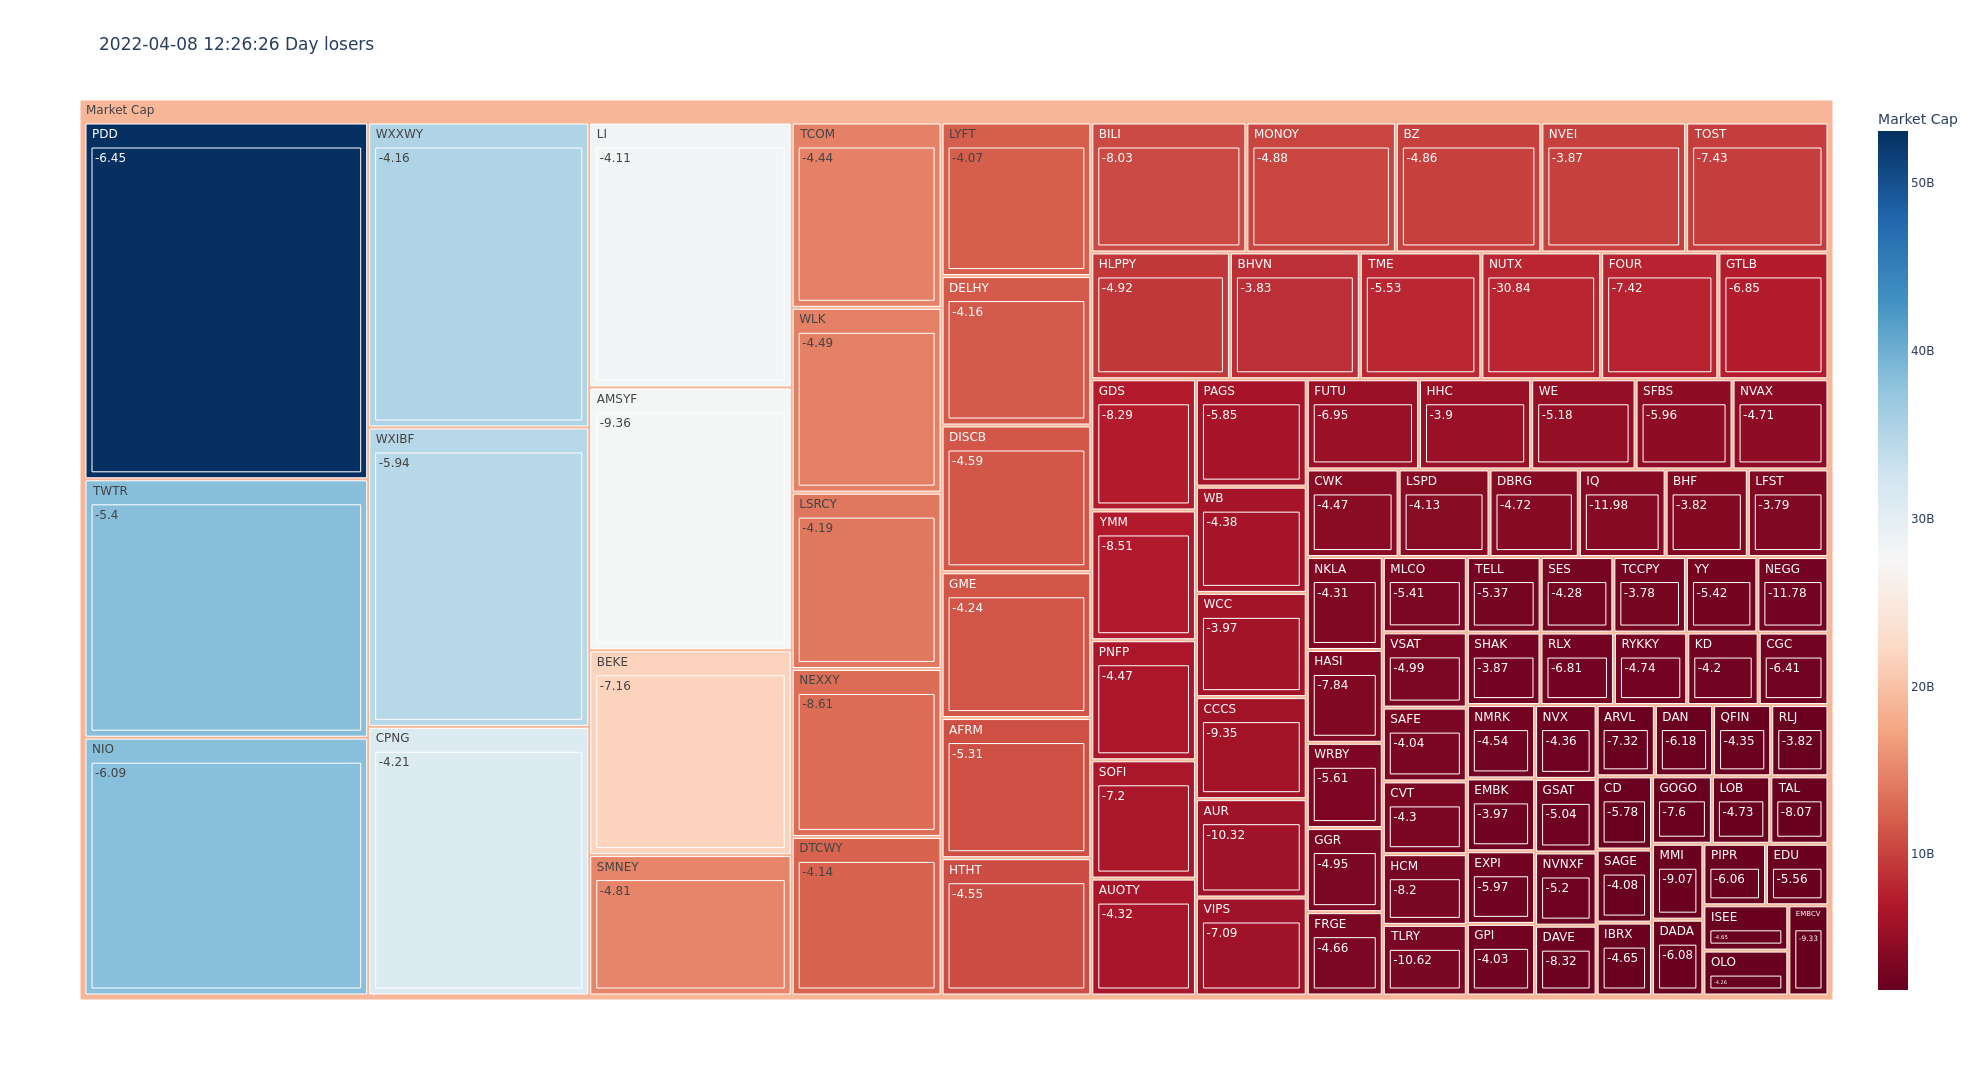 2022-04-08 12:26:26 Day losers
Market Cap
PDD
-6.45
TWTR
-5.4
NIO
-6.09
WXXWY
-4.16
WXIBF
-5.94
CPNG
-4.21
LI
-4.11
AMSYF
-9.36
BEKE
-7.16
SMNEY
-4.81
TCOM
-4.44
WLK
-4.49
LSRCY
-4.19
NEXXY
-8.61
DTCWY
-4.14
LYFT
-4.07
DELHY
-4.16
DISCB
-4.59
GME
-4.24
AFRM
-5.31
HTHT
-4.55
BILI
-8.03
MONOY
-4.88
BZ
-4.86
NVEI
-3.87
TOST
-7.43
HLPPY
-4.92
BHVN
-3.83
TME
-5.53
NUTX
-30.84
FOUR
-7.42
GTLB
-6.85
GDS
-8.29
YMM
-8.51
PNFP
-4.47
SOFI
-7.2
AUOTY
-4.32
PAGS
-5.85
WB
-4.38
WCC
-3.97
CCCS
-9.35
AUR
-10.32
VIPS
-7.09
FUTU
-6.95
HHC
-3.9
WE
-5.18
SFBS
-5.96
NVAX
-4.71
CWK
-4.47
LSPD
-4.13
DBRG
-4.72
IQ
-11.98
BHF
-3.82
LFST
-3.79
NKLA
-4.31
HASI
-7.84
WRBY
-5.61
GGR
-4.95
FRGE
-4.66
MLCO
-5.41
VSAT
-4.99
SAFE
-4.04
CVT
-4.3
HCM
-8.2
TLRY
-10.62
TELL
-5.37
SES
-4.28
TCCPY
-3.78
YY
-5.42
NEGG
-11.78
SHAK
-3.87
RLX
-6.81
RYKKY
-4.74
KD
-4.2
CGC
-6.41
NMRK
-4.54
EMBK
-3.97
EXPI
-5.97
GPI
-4.03
NVX
-4.36
GSAT
-5.04
NVNXF
-5.2
DAVE
-8.32
ARVL
-7.32
DAN
-6.18
QFIN
-4.35
RLJ
-3.82
CD
-5.78
GOGO
-7.6
LOB
-4.73
TAL
-8.07
SAGE
-4.08
IBRX
-4.65
MMI
-9.07
DADA
-6.08
PIPR
-6.06
EDU
-5.56
ISEE
-4.65
OLO
-4.26
EMBCV
-9.33
Market Cap
50B
40B
30B
20B
10B